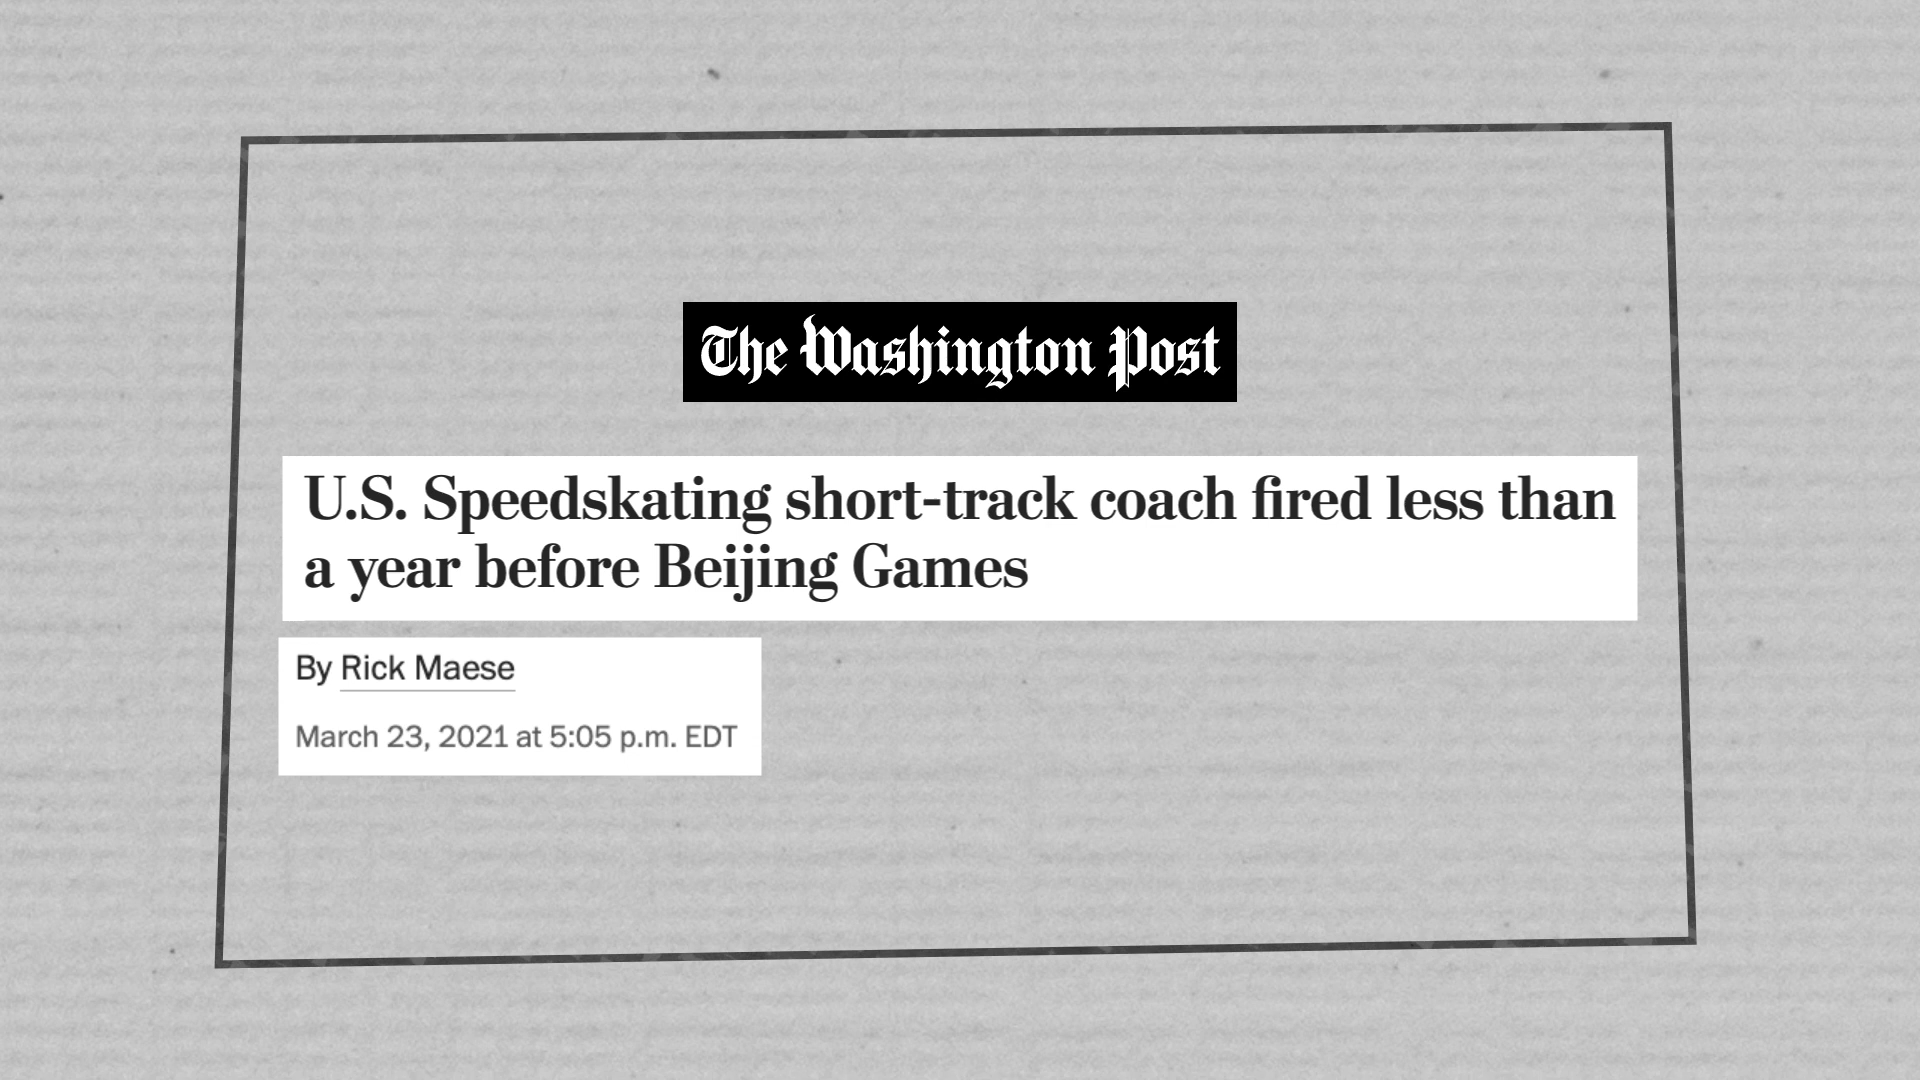 The Washington Post
U.S. Speedskating short-track coach fired less than
a year before Beijing Games
By Rick Maese
March 23, 2021 at 5:05 p.m. EDT